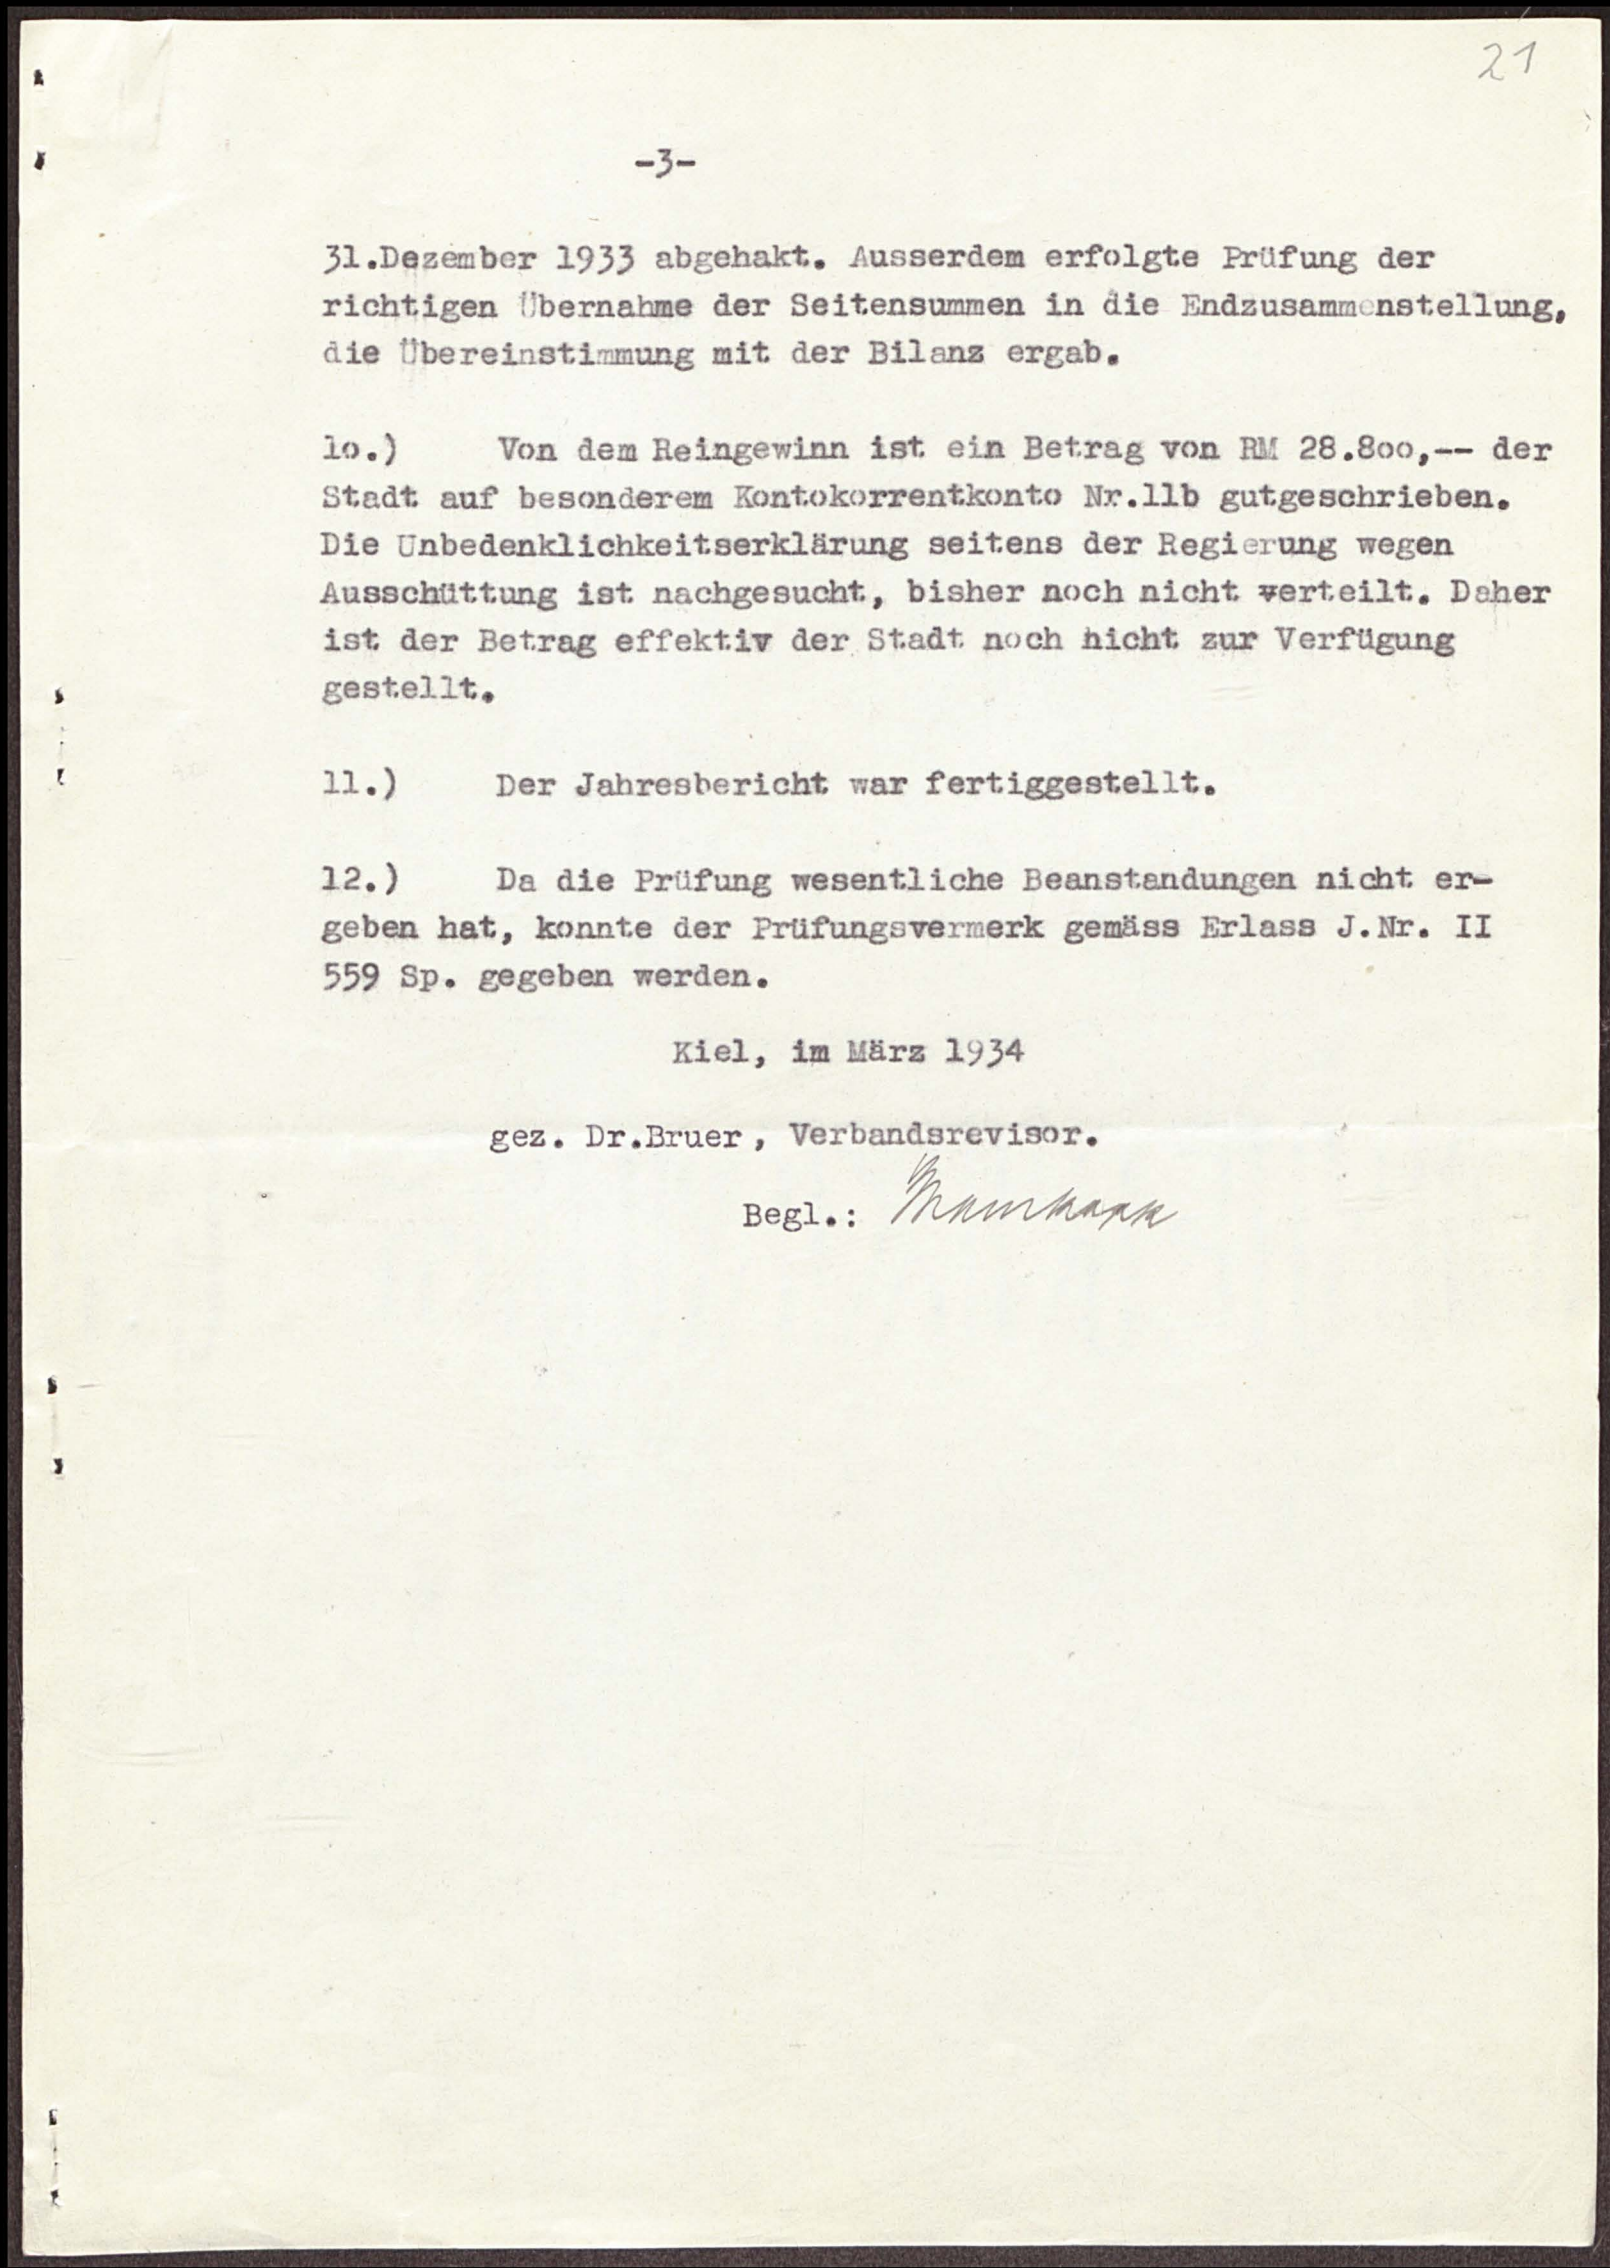 21
-3-
31.Dezember 1933 abgehakt. Ausserdem erfolgte Prüfung der
richtigen Übernahme der Seitensummen in die Endzusammenstellung,
die Übereinstimmung mit der Bilanz ergab.
lo.) Von dem Reingewinn ist ein Betrag von RM 28.8oo,-- der
Stadt auf besonderem Kontokorrentkonto Nr.llb gutgeschrieben.
Die Unbedenklichkeitserklärung seitens der Regierung wegen
Ausschüttung ist nachgesucht, bisher noch nicht verteilt. Daher
ist der Betrag effektiv der Stadt noch nicht zur Verfügung
gestellt.
ll.) Der Jahresbericht war fertiggestellt.
12.) Da die Prüfung wesentliche Beanstandungen nicht er-
geben hat, konnte der Prüfungsvermerk gemäss Erlass J.Nr. II
559 Sp. gegeben werden.
Kiel, im März 1934
gez. Dr.Bruer, Verbandsrevisor.
Begl.: